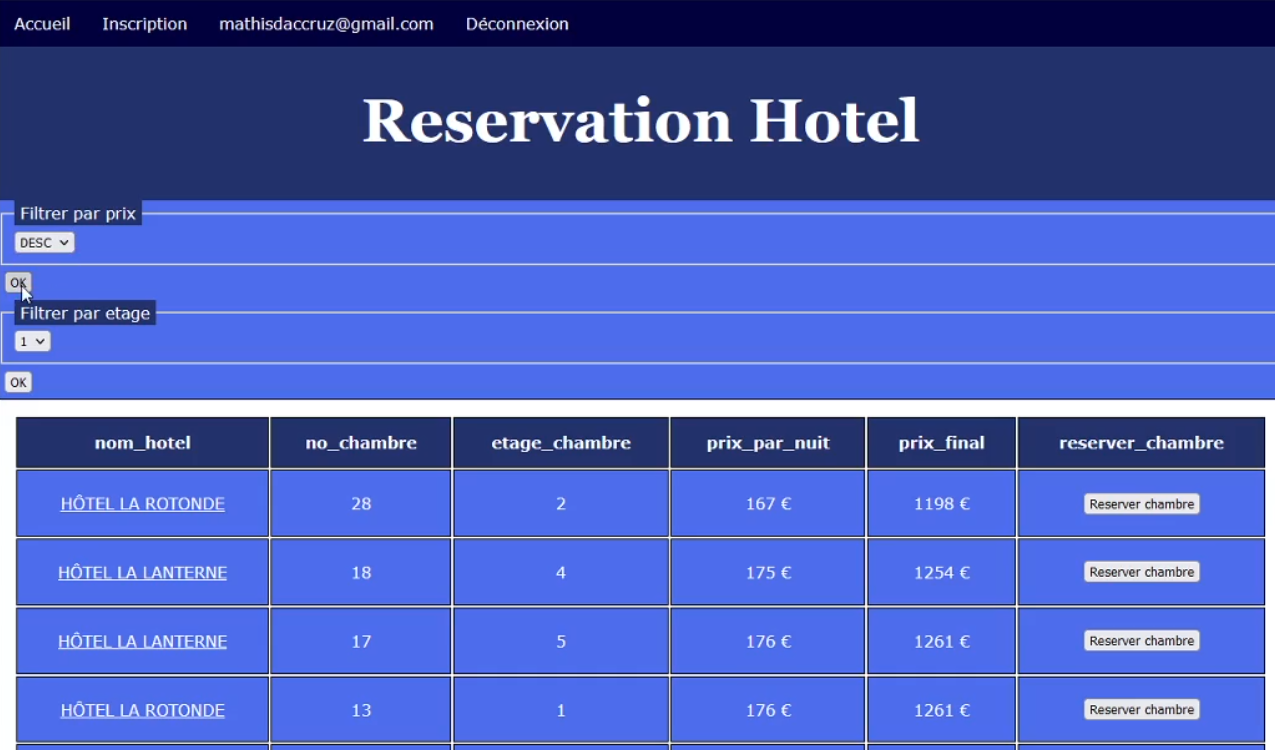 Accueil Inscription mathisdaccruz@gmail.com Déconnexion
Reservation Hotel
Filtrer par prix
DESC
OK
Filtrer par etage
1
OK
nom_hotel no_chambre etage_chambre prix_par_nuit prix_final reserver_chambre
HÔTEL LA ROTONDE 28 2 167 € 1198 € Reserver chambre
HÔTEL LA LANTERNE 18 4 175 € 1254 € Reserver chambre
HÔTEL LA LANTERNE 17 5 176 € 1261 € Reserver chambre
HÔTEL LA ROTONDE 13 1 176 € 1261 € Reserver chambre